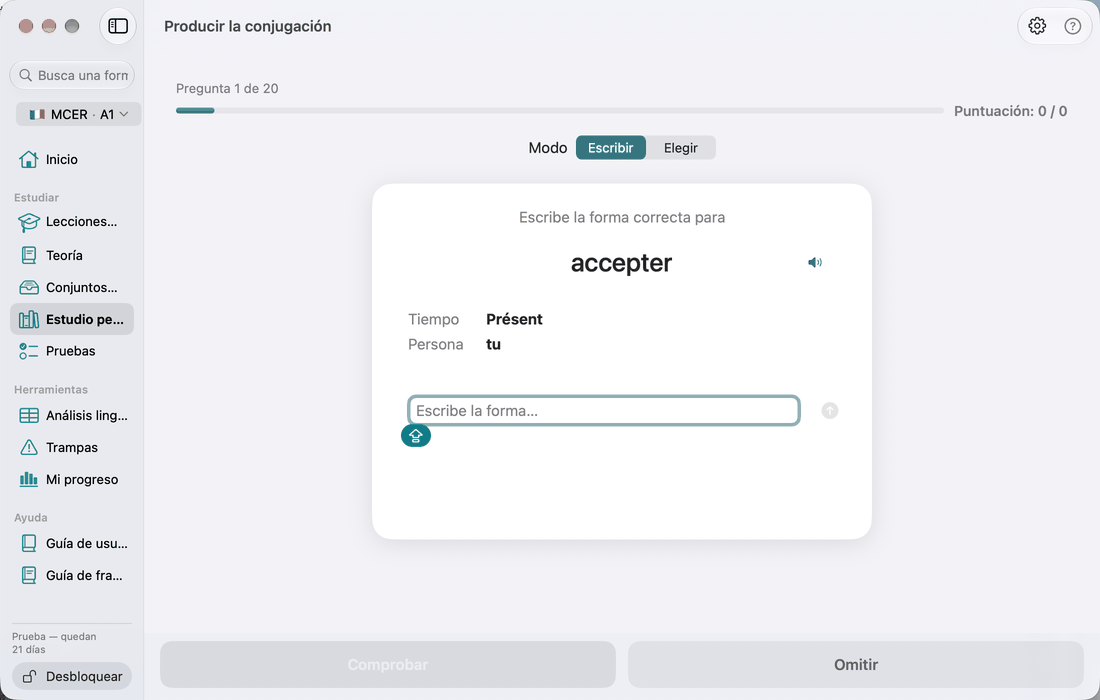 Producir la conjugación
Busca una forn
MCER · A1
Inicio
Estudiar
Lecciones...
Teoría
Conjuntos...
Estudio pe...
Pruebas
Herramientas
Análisis ling...
Trampas
Mi progreso
Ayuda
Guía de usu...
Guía de fra...
Prueba — quedan
21 días
Desbloquear
Pregunta 1 de 20
Puntuación: 0 / 0
Modo Escribir Elegir
Escribe la forma correcta para
accepter
Tiempo Présent
Persona tu
Escribe la forma...
Comprobar
Omitir